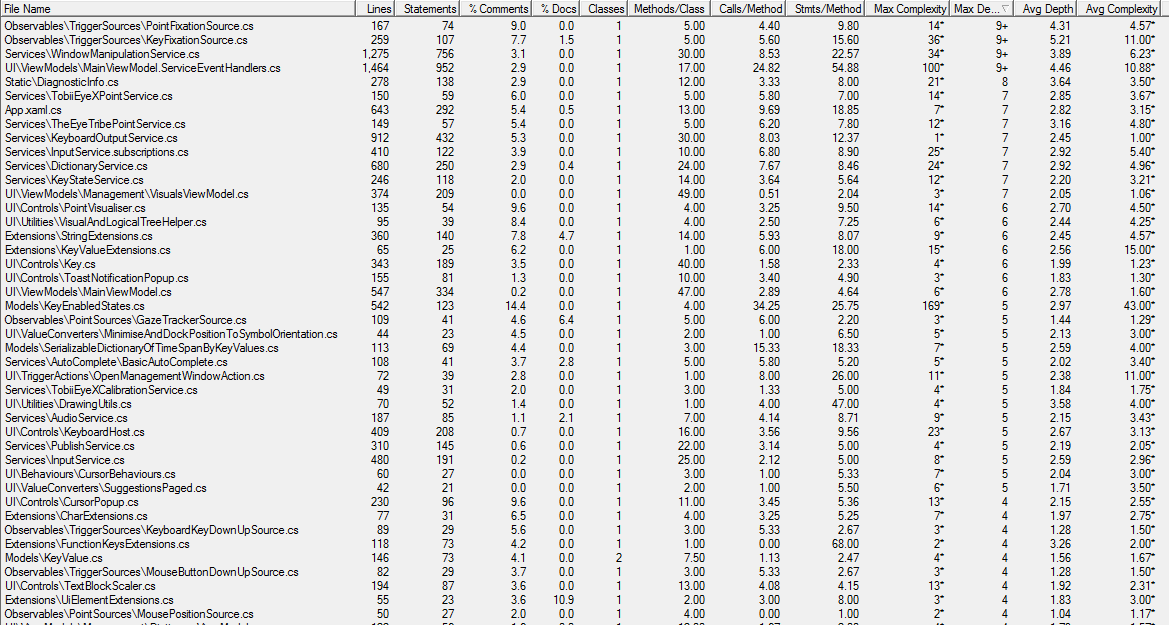 File Name Lines Statements % Comments % Docs Classes Methods/Class Calls/Method Stmts/Method Max Complexity Max De... Avg Depth Avg Complexity
Observables\TriggerSources\PointFixationSource.cs 167 74 9.0 0.0 1 5.00 4.40 9.80 14* 9+ 4.31 4.57*
Observables\TriggerSources\KeyFixationSource.cs 259 107 7.7 1.5 1 5.00 5.60 15.60 36* 9+ 5.21 11.00*
Services\WindowManipulationService.cs 1,275 756 3.1 0.0 1 30.00 8.53 22.57 34* 9+ 3.89 6.23*
UI\ViewModels\MainViewModel.ServiceEventHandlers.cs 1,464 952 2.9 0.0 1 17.00 24.82 54.88 100* 9+ 4.46 10.88*
Static\DiagnosticInfo.cs 278 138 2.9 0.0 1 12.00 3.33 8.00 21* 8 3.64 3.50*
Services\TobiiEyeXPointService.cs 150 59 6.0 0.0 1 5.00 5.80 7.00 14* 7 2.85 3.67*
App.xaml.cs 643 292 5.4 0.5 1 13.00 9.69 18.85 7* 7 2.82 3.15*
Services\TheEyeTribePointService.cs 149 57 5.4 0.0 1 5.00 6.20 7.80 12* 7 3.16 4.80*
Services\KeyboardOutputService.cs 912 432 5.3 0.0 1 30.00 8.03 12.37 1* 7 2.45 1.00*
Services\InputService.subscriptions.cs 410 122 3.9 0.0 1 10.00 6.80 8.90 25* 7 2.92 5.40*
Services\DictionaryService.cs 680 250 2.9 0.4 1 24.00 7.67 8.46 24* 7 2.92 4.96*
Services\KeyStateService.cs 246 118 2.0 0.0 1 14.00 3.64 5.64 12* 7 2.20 3.21*
UI\ViewModels\Management\VisualsViewModel.cs 374 209 0.0 0.0 1 49.00 0.51 2.04 3* 7 2.05 1.06*
UI\Controls\PointVisualiser.cs 135 54 9.6 0.0 1 4.00 3.25 9.50 14* 6 2.70 4.50*
UI\Utilities\VisualAndLogicalTreeHelper.cs 95 39 8.4 0.0 1 4.00 2.50 7.25 6* 6 2.44 4.25*
Extensions\StringExtensions.cs 360 140 7.8 4.7 1 14.00 5.93 8.07 9* 6 2.45 4.57*
Extensions\KeyValueExtensions.cs 65 25 6.2 0.0 1 1.00 6.00 18.00 15* 6 2.56 15.00*
UI\Controls\Key.cs 343 189 3.5 0.0 1 40.00 1.58 2.33 4* 6 1.99 1.23*
UI\Controls\ToastNotificationPopup.cs 155 81 1.3 0.0 1 10.00 3.40 4.90 3* 6 1.83 1.30*
UI\ViewModels\MainViewModel.cs 547 334 0.2 0.0 1 47.00 2.89 4.64 6* 6 2.78 1.60*
Models\KeyEnabledStates.cs 542 123 14.4 0.0 1 4.00 34.25 25.75 169* 5 2.97 43.00*
Observables\PointSources\GazeTrackerSource.cs 109 41 4.6 6.4 1 5.00 6.00 2.20 3* 5 1.44 1.29*
UI\ValueConverters\MinimiseAndDockPositionToSymbolOrientation.cs 44 23 4.5 0.0 1 2.00 1.00 6.50 5* 5 2.13 3.00*
Models\SerializableDictionaryOfTimeSpanByKeyValues.cs 113 69 4.4 0.0 1 3.00 15.33 18.33 7* 5 2.59 4.00*
Services\AutoComplete\BasicAutoComplete.cs 108 41 3.7 2.8 1 5.00 5.80 5.20 5* 5 2.02 3.40*
UI\TriggerActions\OpenManagementWindowAction.cs 72 39 2.8 0.0 1 1.00 8.00 26.00 11* 5 2.38 11.00*
Services\TobiiEyeXCalibrationService.cs 49 31 2.0 0.0 1 3.00 1.33 5.00 4* 5 1.84 1.75*
UI\Utilities\DrawingUtils.cs 70 52 1.4 0.0 1 1.00 4.00 47.00 4* 5 3.58 4.00*
Services\AudioService.cs 187 85 1.1 2.1 1 7.00 4.14 8.71 9* 5 2.15 3.43*
UI\Controls\KeyboardHost.cs 409 208 0.7 0.0 1 16.00 3.56 9.56 23* 5 2.67 3.13*
Services\PublishService.cs 310 145 0.6 0.0 1 22.00 3.14 5.00 4* 5 2.19 2.05*
Services\InputService.cs 480 191 0.2 0.0 1 25.00 2.12 5.00 8* 5 2.59 2.96*
UI\Behaviours\CursorBehaviours.cs 60 27 0.0 0.0 1 3.00 1.00 5.33 7* 5 2.04 3.00*
UI\ValueConverters\SuggestionsPaged.cs 42 21 0.0 0.0 1 2.00 1.00 5.50 6* 5 1.71 3.50*
UI\Controls\CursorPopup.cs 230 96 9.6 0.0 1 11.00 3.45 5.36 13* 4 2.15 2.55*
Extensions\CharExtensions.cs 77 31 6.5 0.0 1 4.00 3.25 5.25 7* 4 1.97 2.75*
Observables\TriggerSources\KeyboardKeyDownUpSource.cs 89 29 5.6 0.0 1 3.00 5.33 2.67 3* 4 1.28 1.50*
Extensions\FunctionKeysExtensions.cs 118 73 4.2 0.0 1 1.00 0.00 68.00 2* 4 3.26 2.00*
Models\KeyValue.cs 146 73 4.1 0.0 2 7.50 1.13 2.47 4* 4 1.56 1.67*
Observables\TriggerSources\MouseButtonDownUpSource.cs 82 29 3.7 0.0 1 3.00 5.33 2.67 3* 4 1.28 1.50*
UI\Controls\TextBlockScaler.cs 194 87 3.6 0.0 1 13.00 4.08 4.15 13* 4 1.92 2.31*
Extensions\UiElementExtensions.cs 55 23 3.6 10.9 1 2.00 3.00 8.00 3* 4 1.83 3.00*
Observables\PointSources\MousePositionSource.cs 50 27 2.0 0.0 1 4.00 0.00 1.00 2* 4 1.04 1.17*